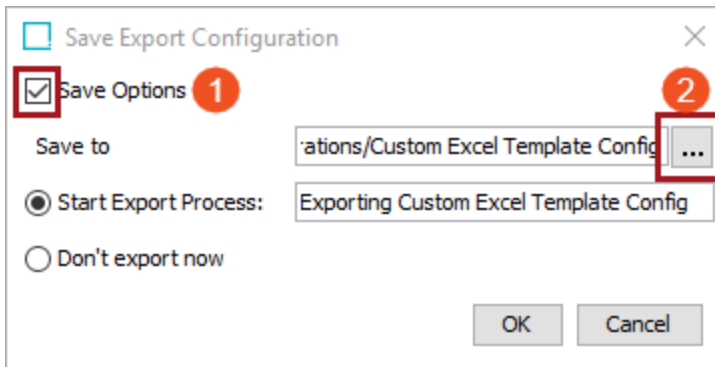 Save Export Configuration
Save Options 1
2
Save to rations/Custom Excel Template Config ...
Start Export Process: Exporting Custom Excel Template Config
Don't export now
OK Cancel